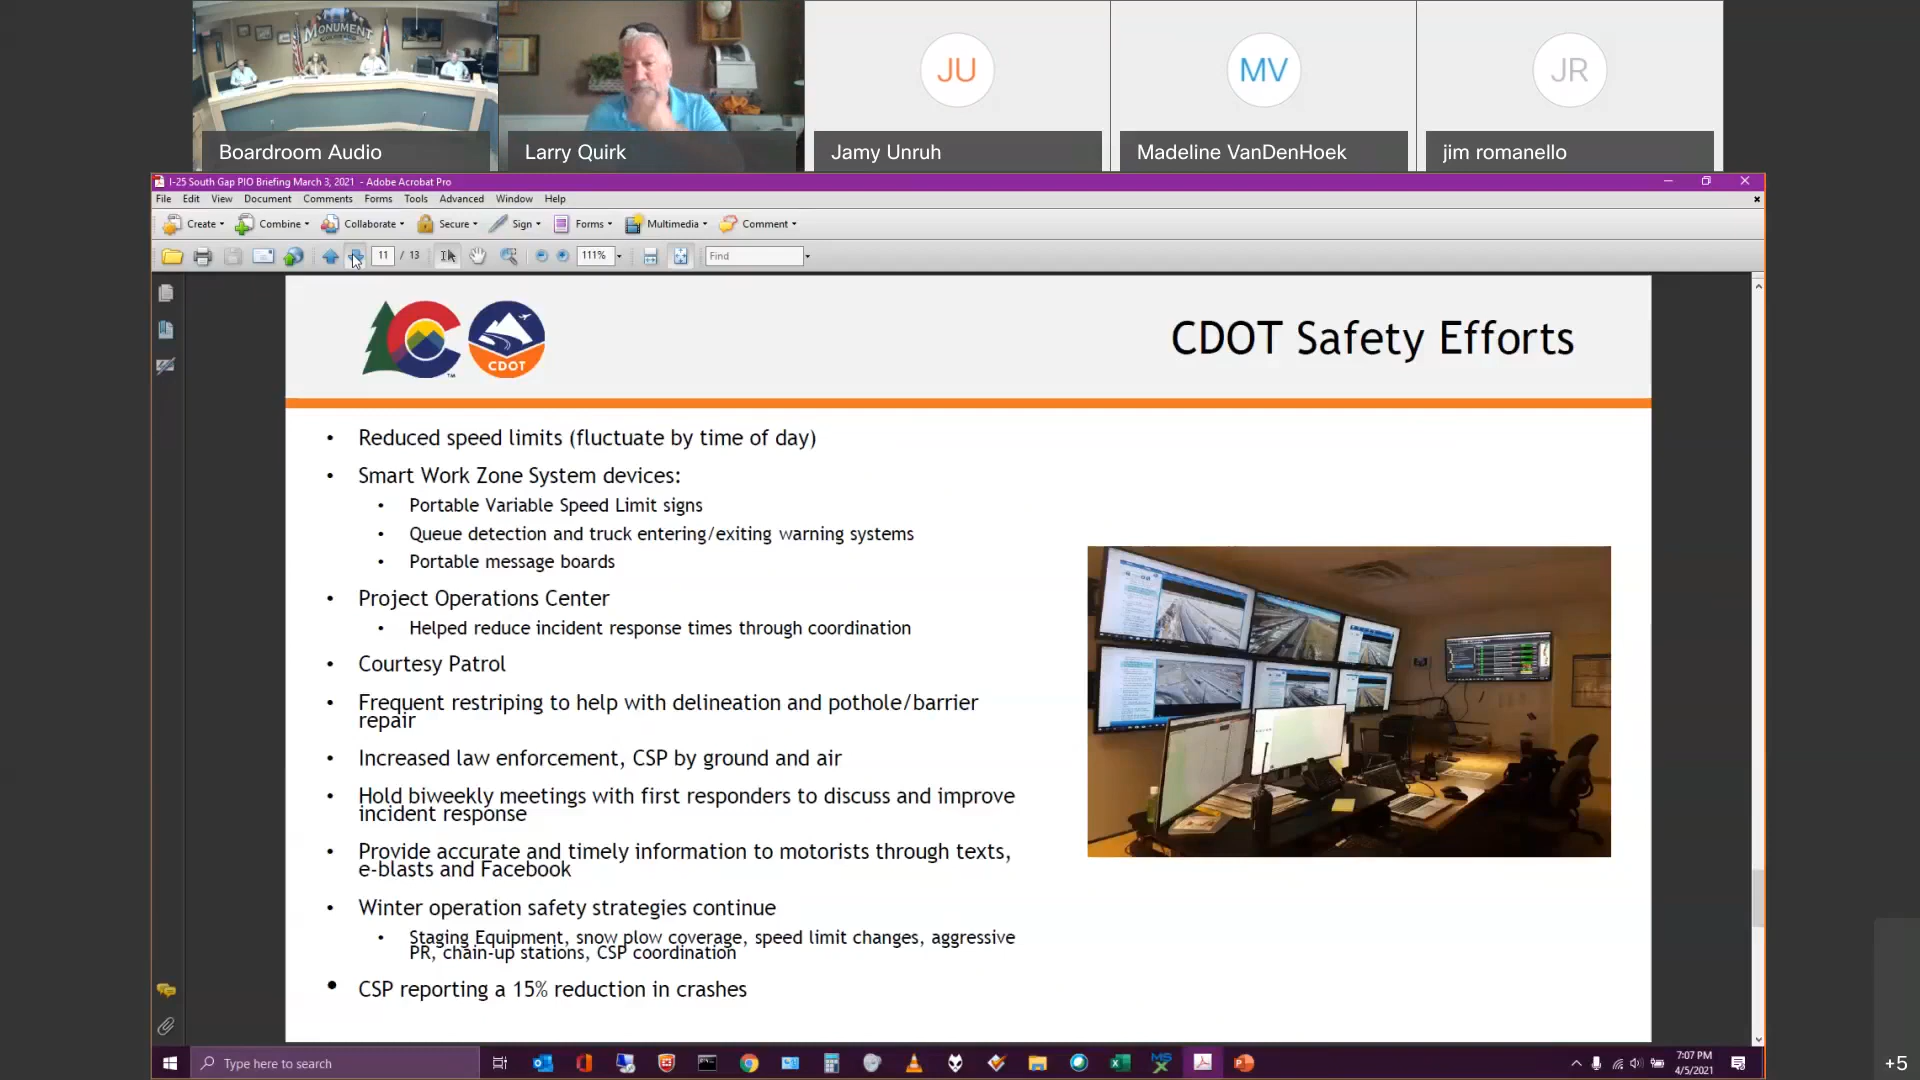 MONUMENT
JU
MV
JR
Boardroom Audio
Larry Quirk
Jamy Unruh
Madeline VanDenHoek
jim romanello
I-25 South Gap PIO Briefing March 3, 2021 - Adobe Acrobat Pro
File Edit View Document Comments Forms Tools Advanced Window Help
Create Combine Collaborate Secure Sign Forms Multimedia Comment
11 / 13 111% Find
CDOT
CDOT Safety Efforts
• Reduced speed limits (fluctuate by time of day)
• Smart Work Zone System devices:
• Portable Variable Speed Limit signs
• Queue detection and truck entering/exiting warning systems
• Portable message boards
• Project Operations Center
• Helped reduce incident response times through coordination
• Courtesy Patrol
• Frequent restriping to help with delineation and pothole/barrier
repair
• Increased law enforcement, CSP by ground and air
• Hold biweekly meetings with first responders to discuss and improve
incident response
• Provide accurate and timely information to motorists through texts,
e-blasts and Facebook
• Winter operation safety strategies continue
• Staging Equipment, snow plow coverage, speed limit changes, aggressive
PR, chain-up stations, CSP coordination
• CSP reporting a 15% reduction in crashes
Type here to search
7:07 PM
4/5/2021
+5